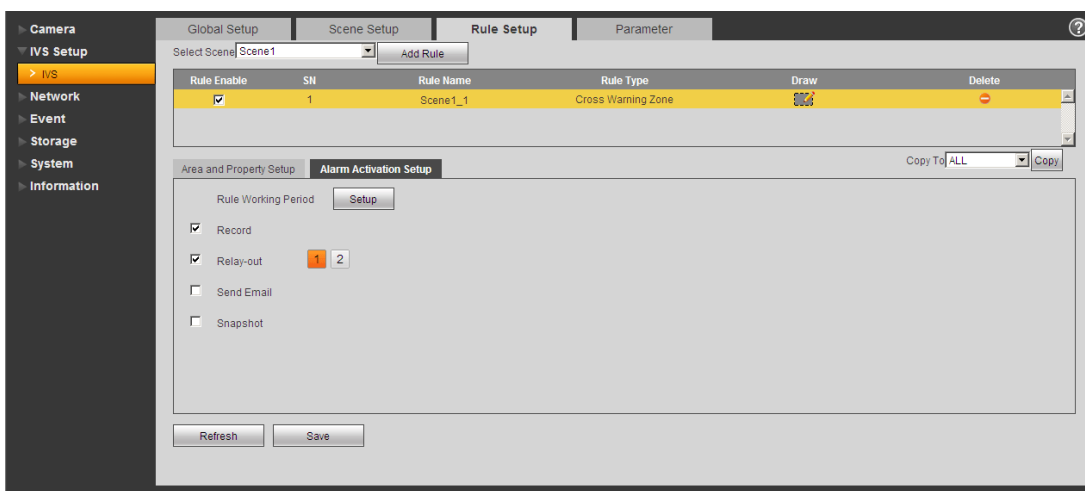 Camera
IVS Setup
> IVS
Network
Event
Storage
System
Information
Global Setup Scene Setup Rule Setup Parameter ?
Select Scene Scene1 Add Rule
Rule Enable SN Rule Name Rule Type Draw Delete
1 Scene1_1 Cross Warning Zone
Area and Property Setup Alarm Activation Setup Copy To ALL Copy
Rule Working Period Setup
Record
Relay-out 1 2
Send Email
Snapshot
Refresh Save